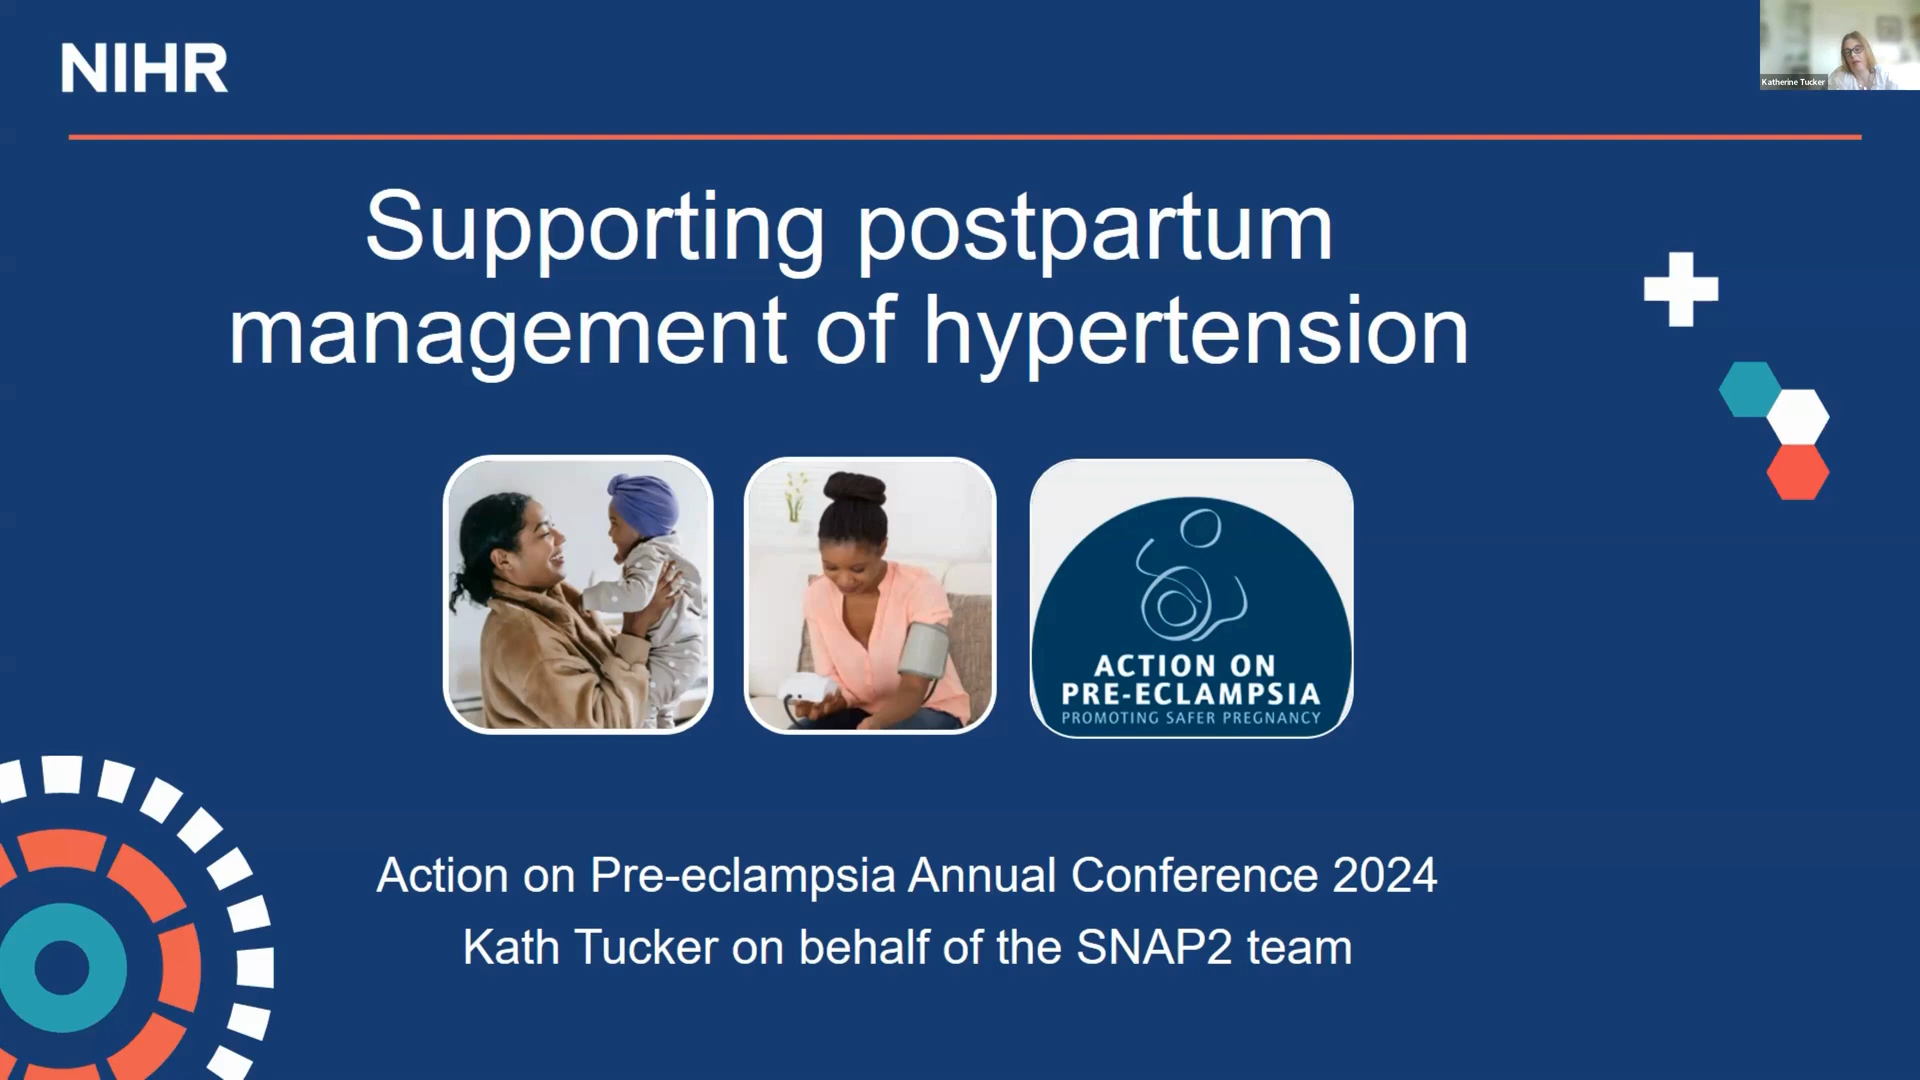 NIHR
Katherine Tucker
Supporting postpartum
management of hypertension
ACTION ON
PRE-ECLAMPSIA
PROMOTING SAFER PREGNANCY
Action on Pre-eclampsia Annual Conference 2024
Kath Tucker on behalf of the SNAP2 team